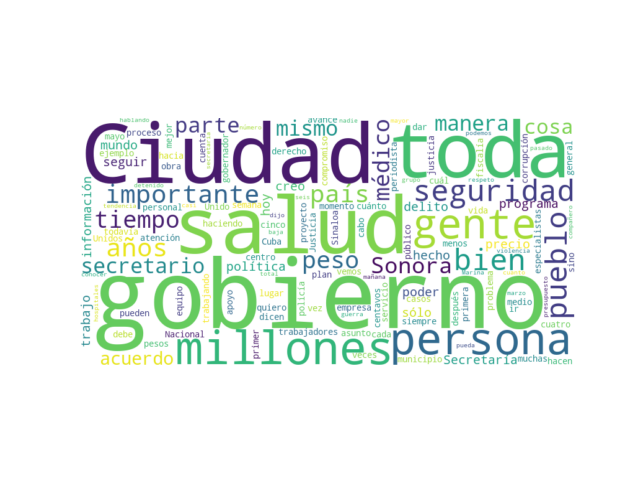 Ciudad
toda
salud
gobierno
gente
millones
persona
seguridad
pueblo
bien
importante
país
peso
tiempo
años
secretario
Sonora
parte
mismo
manera
cosa
médico
acuerdo
política
Secretaría
información
trabajo
mundo
seguir
hoy
creo
delito
programa
precio
poder
sólo
hecho
lugar
apoyo
equipo
plan
cuenta
hacia
obra
ejemplo
mayo
proceso
mejor
gobernador
derecho
avance
nadie
momento
cuánto
compromiso
proyecto
Justicia
Sinaloa
cabo
público
periodista
justicia
fiscalía
corrupción
general
pasado
podemos
violencia
respeto
dar
cuál
vida
menos
especialistas
sino
primera
problema
después
medio
ir
marzo
presupuesto
cuatro
hacen
muchas
municipio
siempre
casos
servicio
centavos
empresa
vemos
mañana
guerra
pueda
cada
asunto
veces
trabajadores
dicen
quiero
vez
policía
centro
total
Cuba
cinco
haciendo
dijo
baja
Unido
Unidos
todavía
atención
personal
detenido
tendencia
habiendo
número
trabajando
primer
Nacional
pueden
debe
pesos
semana
Marina
grupo